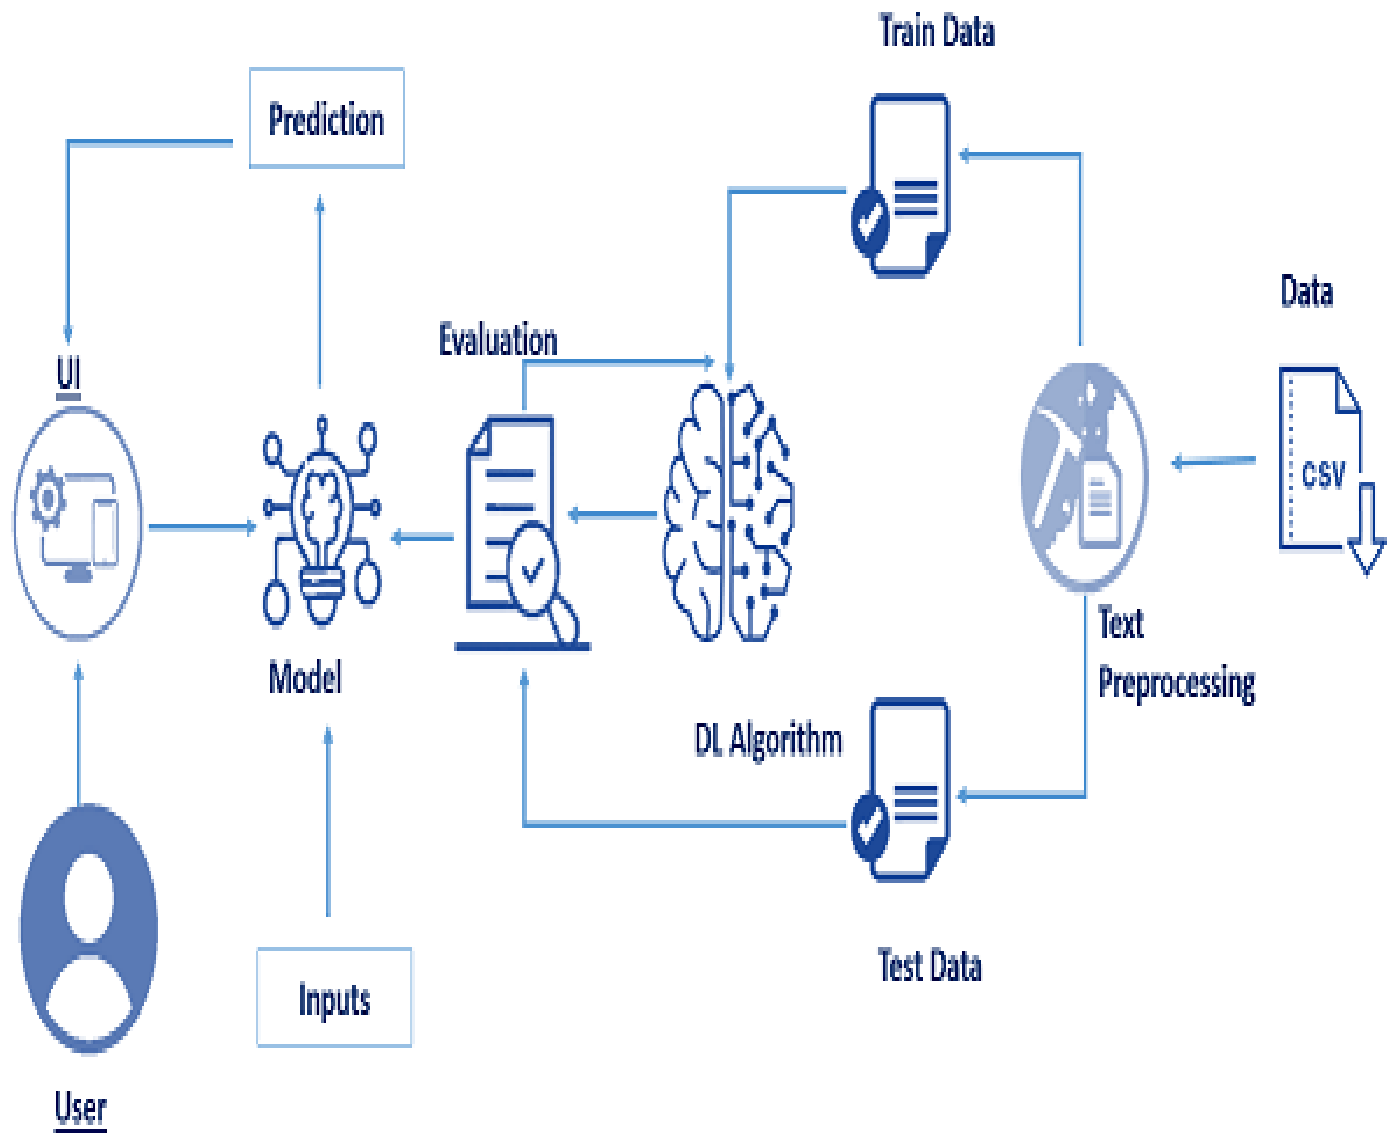 Train Data
Prediction
Data
Evaluation
UI
CSV
Text
Preprocessing
Model
DL Algorithm
Test Data
Inputs
User